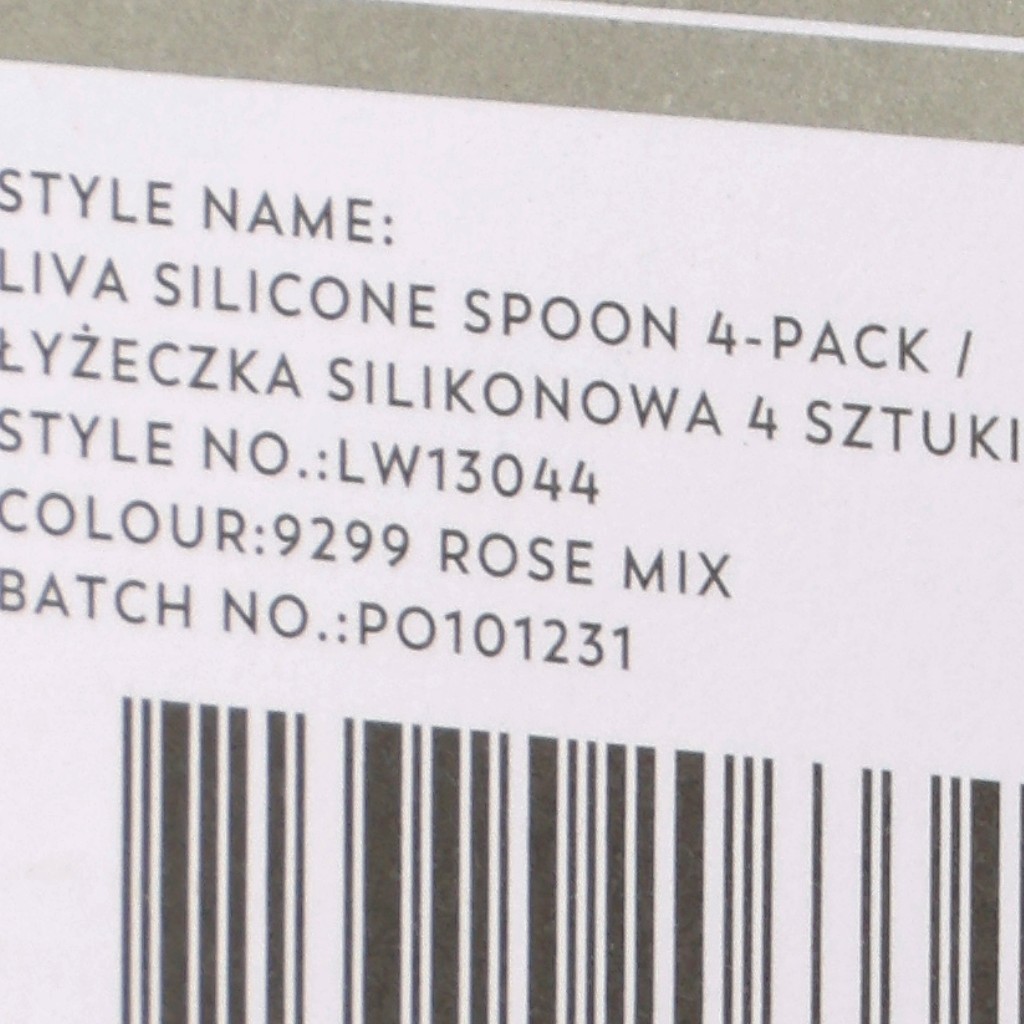 STYLE NAME:
LIVA SILICONE SPOON 4-PACK /
ŁYŻECZKA SILIKONOWA 4 SZTUKI
STYLE NO.:LW13044
COLOUR:9299 ROSE MIX
BATCH NO.:PO101231